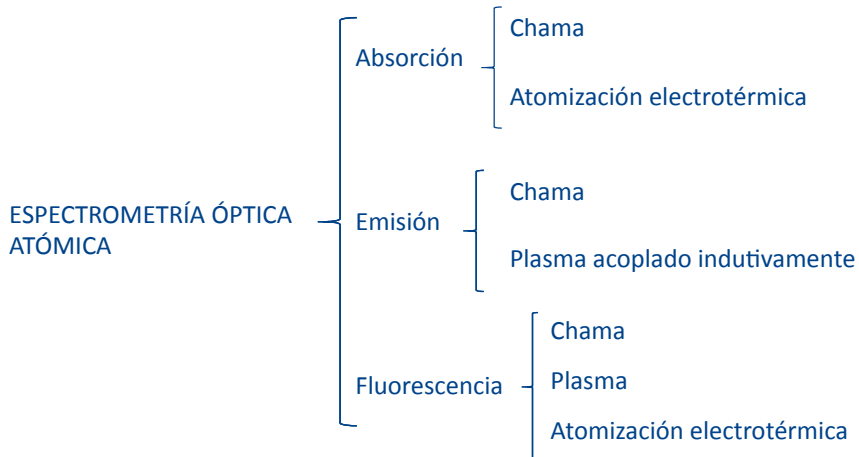 ESPECTROMETRÍA ÓPTICA
ATÓMICA
Absorción
Chama
Atomización electrotérmica
Emisión
Chama
Plasma acoplado indutivamente
Fluorescencia
Chama
Plasma
Atomización electrotérmica